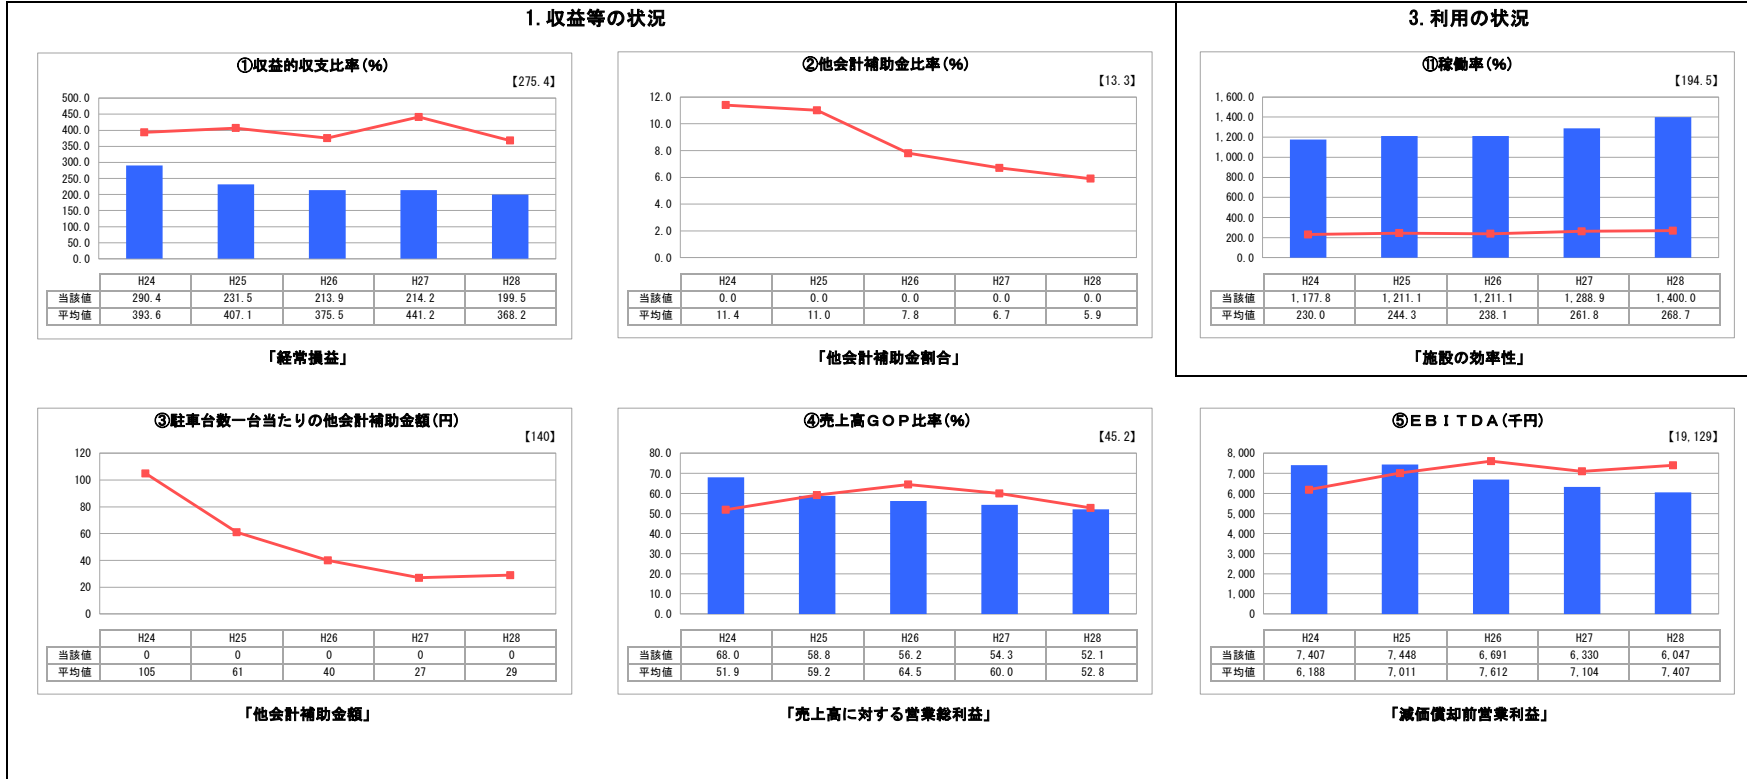 1. 収益等の状況
3. 利用の状況
①収益的収支比率(%)
【275.4】
500.0
450.0
400.0
350.0
300.0
250.0
200.0
150.0
100.0
50.0
0.0
H24 H25 H26 H27 H28
当該値 290.4 231.5 213.9 214.2 199.5
平均値 393.6 407.1 375.5 441.2 368.2
「経常損益」
②他会計補助金比率(%)
【13.3】
12.0
10.0
8.0
6.0
4.0
2.0
0.0
H24 H25 H26 H27 H28
当該値 0.0 0.0 0.0 0.0 0.0
平均値 11.4 11.0 7.8 6.7 5.9
「他会計補助金割合」
⑪稼働率(%)
【194.5】
1,600.0
1,400.0
1,200.0
1,000.0
800.0
600.0
400.0
200.0
0.0
H24 H25 H26 H27 H28
当該値 1,177.8 1,211.1 1,211.1 1,288.9 1,400.0
平均値 230.0 244.3 238.1 261.8 268.7
「施設の効率性」
③駐車台数一台当たりの他会計補助金額(円)
【140】
120
100
80
60
40
20
0
H24 H25 H26 H27 H28
当該値 0 0 0 0 0
平均値 105 61 40 27 29
「他会計補助金額」
④売上高GOP比率(%)
【45.2】
80.0
70.0
60.0
50.0
40.0
30.0
20.0
10.0
0.0
H24 H25 H26 H27 H28
当該値 68.0 58.8 56.2 54.3 52.1
平均値 51.9 59.2 64.5 60.0 52.8
「売上高に対する営業総利益」
⑤EBITDA(千円)
【19,129】
8,000
7,000
6,000
5,000
4,000
3,000
2,000
1,000
0
H24 H25 H26 H27 H28
当該値 7,407 7,448 6,691 6,330 6,047
平均値 6,188 7,011 7,612 7,104 7,407
「減価償却前営業利益」